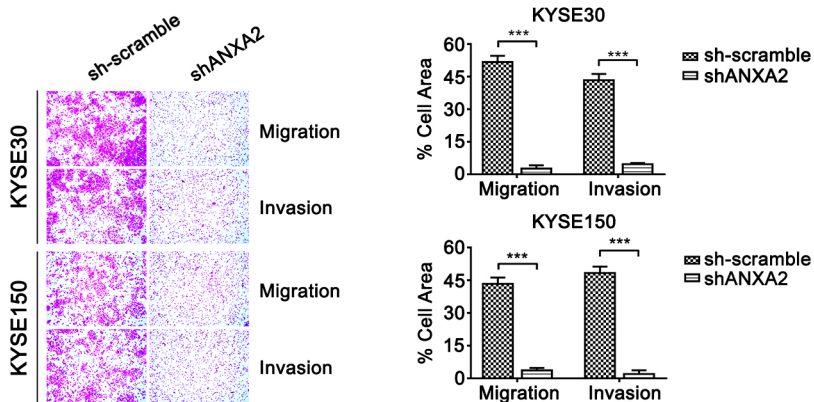 sh-scramble
shANXA2
KYSE30
Migration
Invasion
KYSE150
Migration
Invasion
KYSE30
% Cell Area
60
45
30
15
0
***
***
Migration
Invasion
sh-scramble
shANXA2
KYSE150
% Cell Area
60
45
30
15
0
***
***
Migration
Invasion
sh-scramble
shANXA2